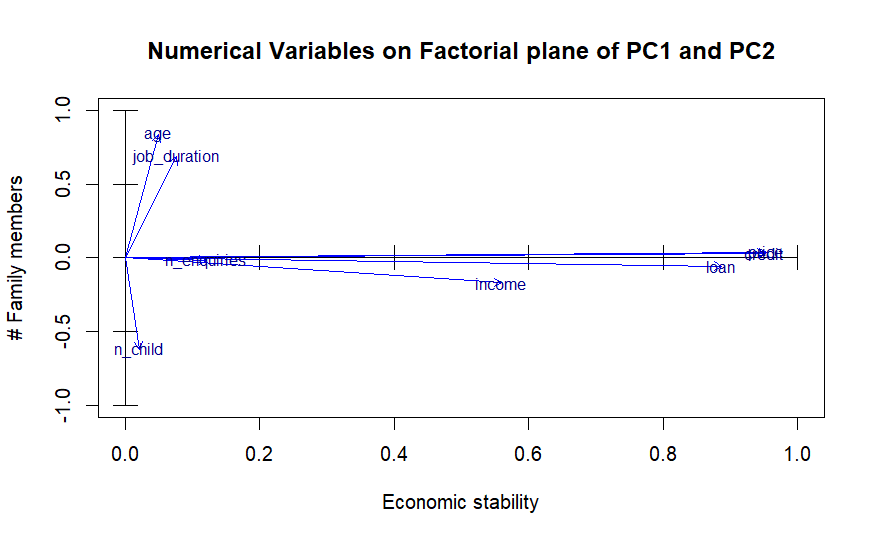 Numerical Variables on Factorial plane of PC1 and PC2
1.0
age
job_duration
0.5
# Family members
0.0
n_enquiries
credit
loan
income
-0.5
n_child
-1.0
0.0 0.2 0.4 0.6 0.8 1.0
Economic stability